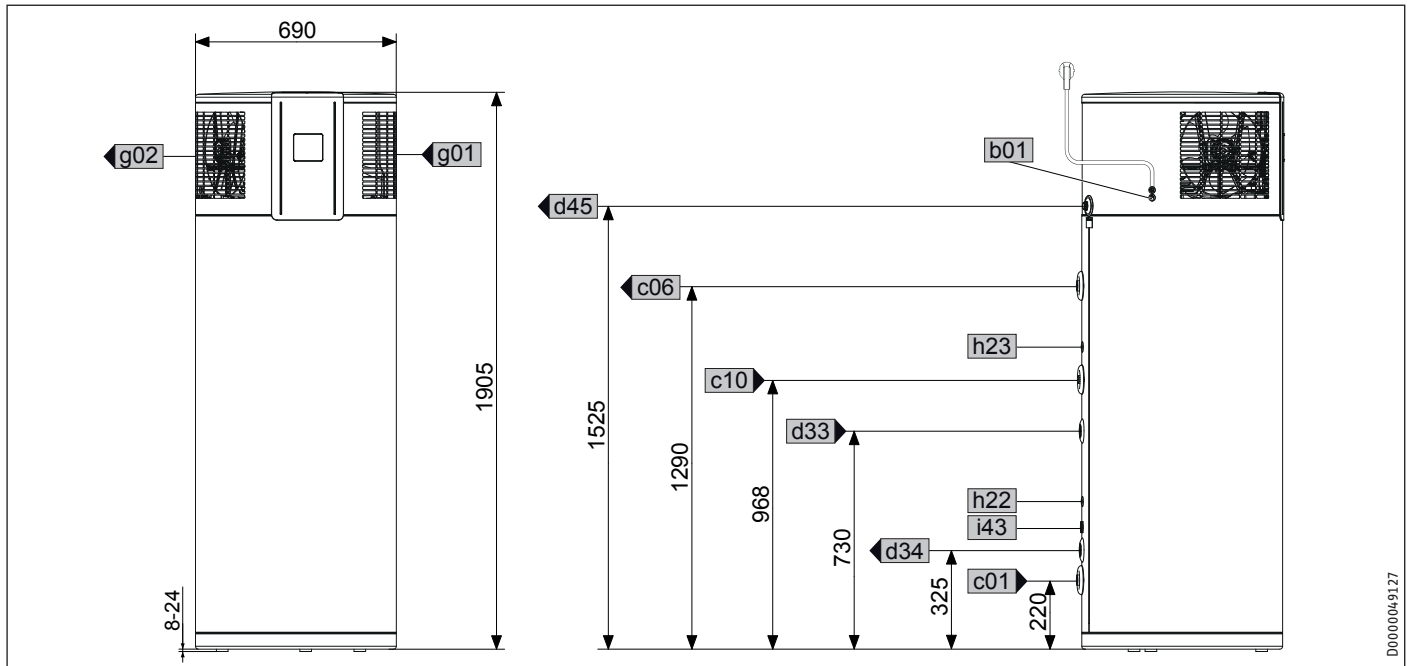 690
g02
g01
b01
d45
c06
h23
c10
1905
1525
1290
968
d33
730
h22
i43
d34
325
c01
220
8-24
D0000049127